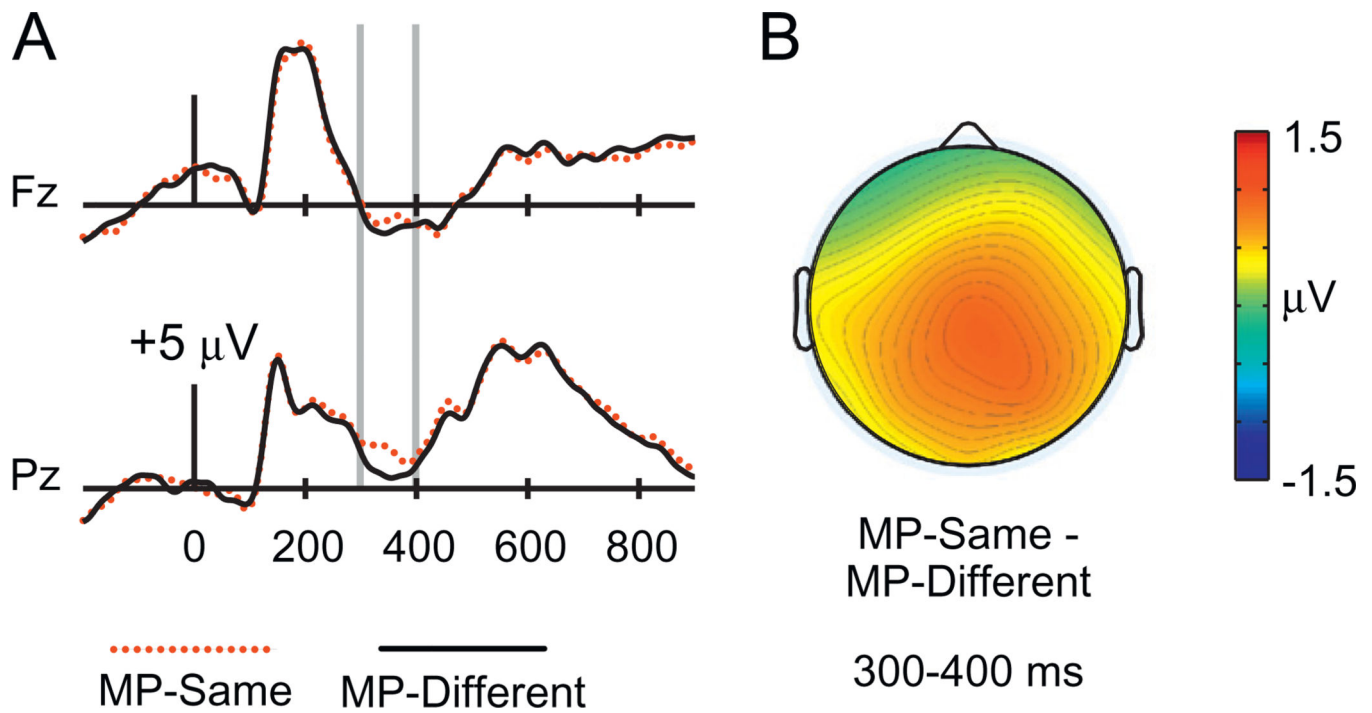 A
Fz
+5 μV
Pz
0 200 400 600 800
MP-Same MP-Different
B
1.5
μV
-1.5
MP-Same -
MP-Different
300-400 ms